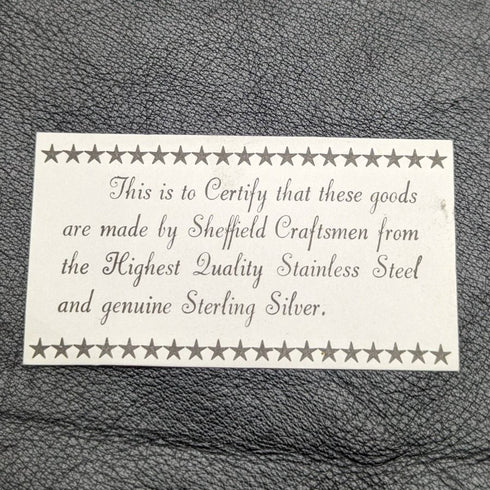 This is to Certify that these goods
are made by Sheffield Craftsmen from
the Highest Quality Stainless Steel
and genuine Sterling Silver.